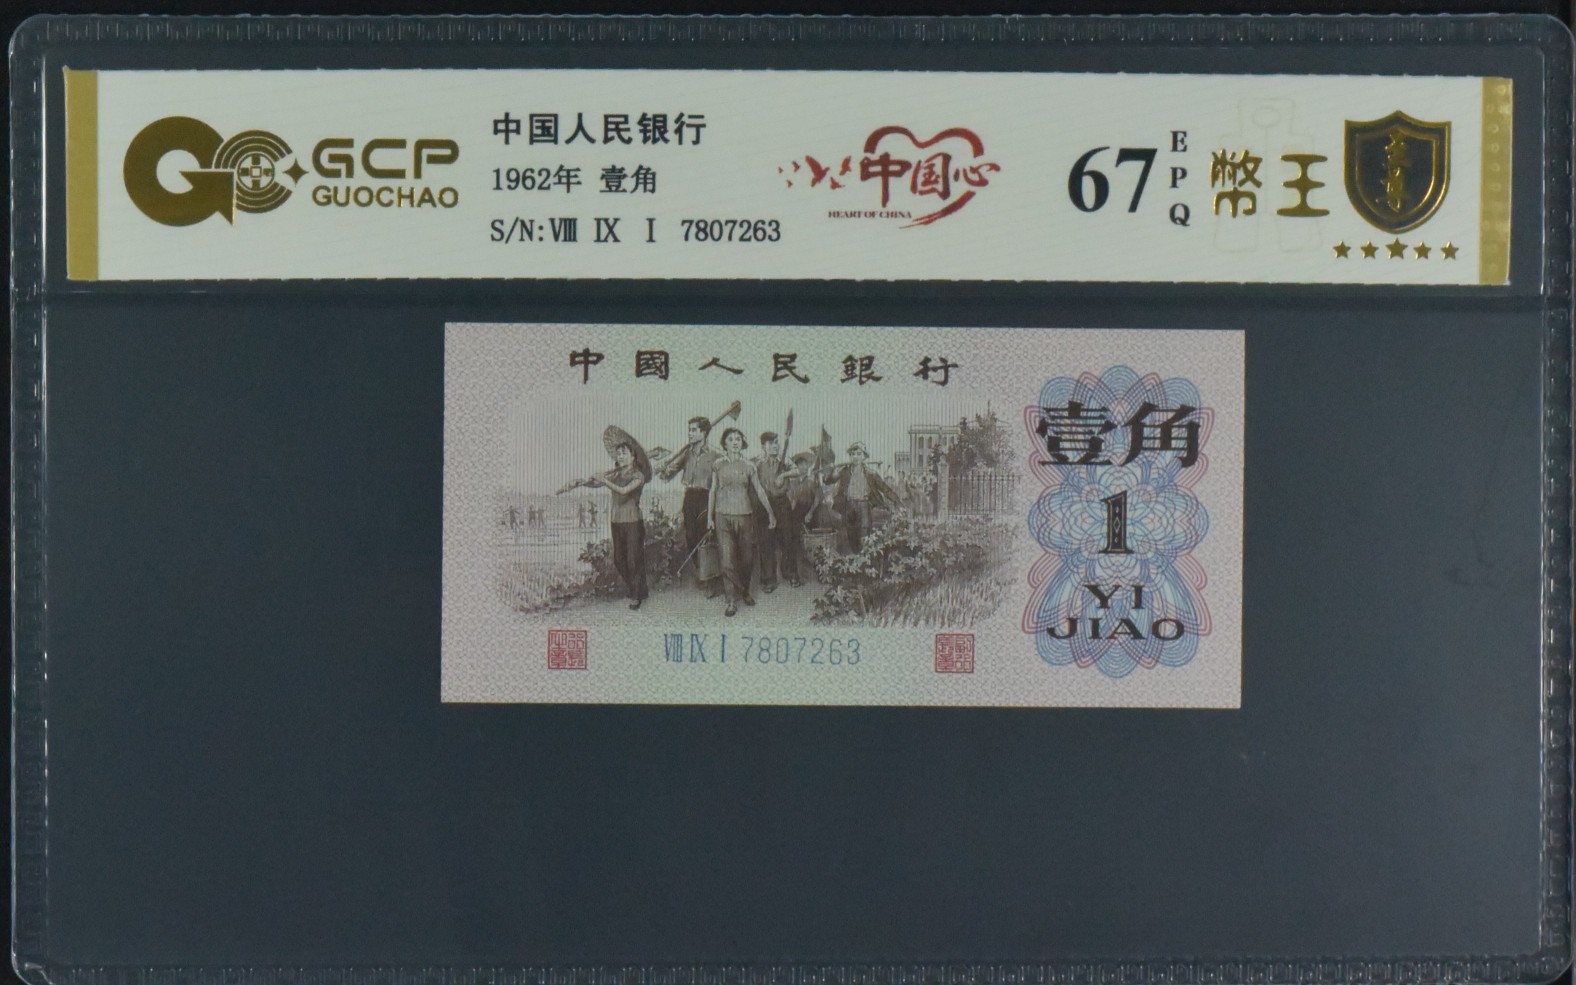 GCP
GUOCHAO
中国人民银行
1962年 壹角
S/N: Ⅷ Ⅸ Ⅰ 7807263
中国心
HEART OF CHINA
67
EPQ
幣王
中國人民銀行
壹角
1
YI
JIAO
Ⅷ Ⅸ Ⅰ 7807263